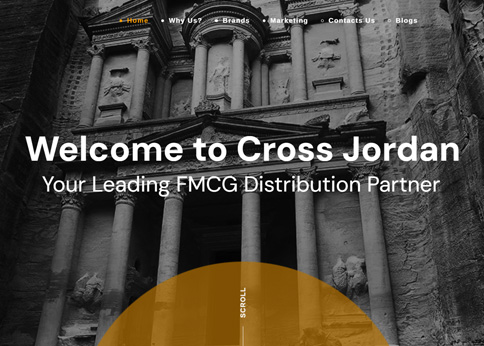 Home Why Us? Brands Marketing Contacts Us Blogs
Welcome to Cross Jordan
Your Leading FMCG Distribution Partner
SCROLL